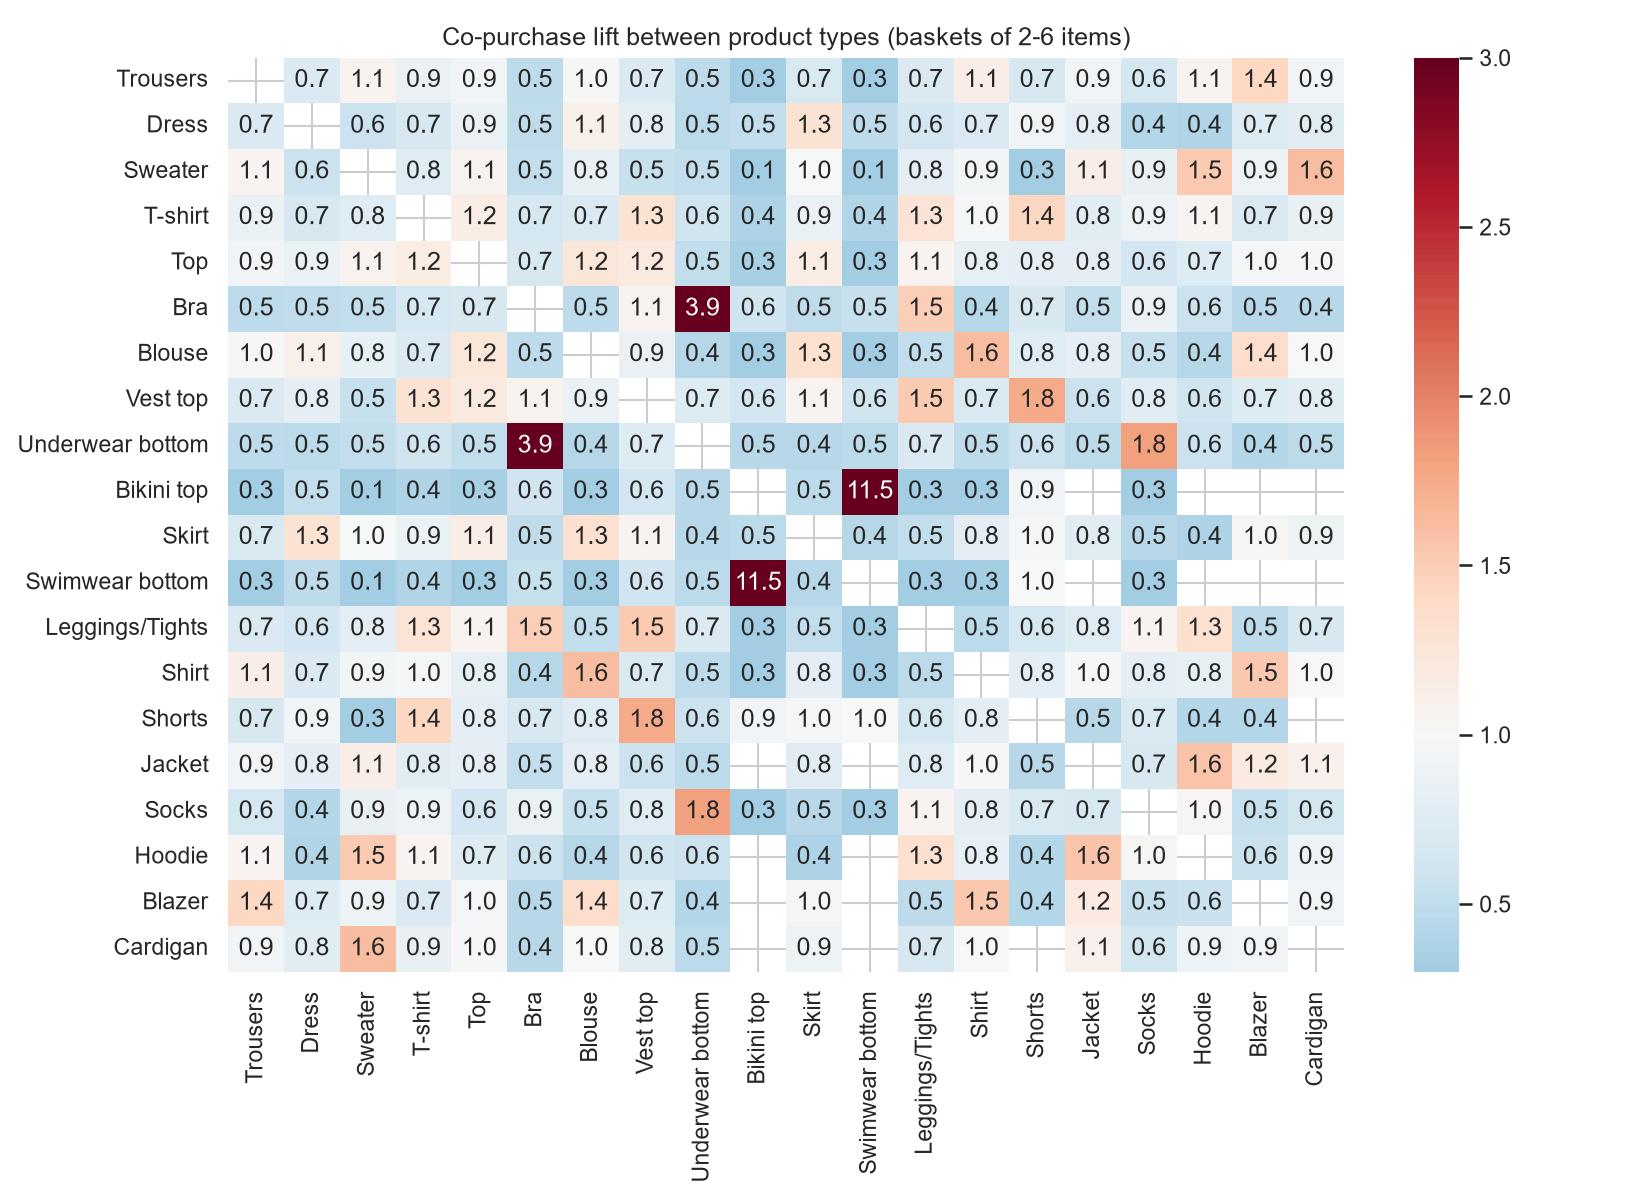 Co-purchase lift between product types (baskets of 2-6 items)
Trousers 0.7 1.1 0.9 0.9 0.5 1.0 0.7 0.5 0.3 0.7 0.3 0.7 1.1 0.7 0.9 0.6 1.1 1.4 0.9
Dress 0.7 0.6 0.7 0.9 0.5 1.1 0.8 0.5 0.5 1.3 0.5 0.6 0.7 0.9 0.8 0.4 0.4 0.7 0.8
Sweater 1.1 0.6 0.8 1.1 0.5 0.8 0.5 0.5 0.1 1.0 0.1 0.8 0.9 0.3 1.1 0.9 1.5 0.9 1.6
T-shirt 0.9 0.7 0.8 1.2 0.7 0.7 1.3 0.6 0.4 0.9 0.4 1.3 1.0 1.4 0.8 0.9 1.1 0.7 0.9
Top 0.9 0.9 1.1 1.2 0.7 1.2 1.2 0.5 0.3 1.1 0.3 1.1 0.8 0.8 0.8 0.6 0.7 1.0 1.0
Bra 0.5 0.5 0.5 0.7 0.7 0.5 1.1 3.9 0.6 0.5 0.5 1.5 0.4 0.7 0.5 0.9 0.6 0.5 0.4
Blouse 1.0 1.1 0.8 0.7 1.2 0.5 0.9 0.4 0.3 1.3 0.3 0.5 1.6 0.8 0.8 0.5 0.4 1.4 1.0
Vest top 0.7 0.8 0.5 1.3 1.2 1.1 0.9 0.7 0.6 1.1 0.6 1.5 0.7 1.8 0.6 0.8 0.6 0.7 0.8
Underwear bottom 0.5 0.5 0.5 0.6 0.5 3.9 0.4 0.7 0.5 0.4 0.5 0.7 0.5 0.6 0.5 1.8 0.6 0.4 0.5
Bikini top 0.3 0.5 0.1 0.4 0.3 0.6 0.3 0.6 0.5 0.5 11.5 0.3 0.3 0.9 0.3
Skirt 0.7 1.3 1.0 0.9 1.1 0.5 1.3 1.1 0.4 0.5 0.4 0.5 0.8 1.0 0.8 0.5 0.4 1.0 0.9
Swimwear bottom 0.3 0.5 0.1 0.4 0.3 0.5 0.3 0.6 0.5 11.5 0.4 0.3 0.3 1.0 0.3
Leggings/Tights 0.7 0.6 0.8 1.3 1.1 1.5 0.5 1.5 0.7 0.3 0.5 0.3 0.5 0.6 0.8 1.1 1.3 0.5 0.7
Shirt 1.1 0.7 0.9 1.0 0.8 0.4 1.6 0.7 0.5 0.3 0.8 0.3 0.5 0.8 1.0 0.8 0.8 1.5 1.0
Shorts 0.7 0.9 0.3 1.4 0.8 0.7 0.8 1.8 0.6 0.9 1.0 1.0 0.6 0.8 0.5 0.7 0.4 0.4
Jacket 0.9 0.8 1.1 0.8 0.8 0.5 0.8 0.6 0.5 0.8 0.8 1.0 0.5 0.7 1.6 1.2 1.1
Socks 0.6 0.4 0.9 0.9 0.6 0.9 0.5 0.8 1.8 0.3 0.5 0.3 1.1 0.8 0.7 0.7 1.0 0.5 0.6
Hoodie 1.1 0.4 1.5 1.1 0.7 0.6 0.4 0.6 0.6 0.4 1.3 0.8 0.4 1.6 1.0 0.6 0.9
Blazer 1.4 0.7 0.9 0.7 1.0 0.5 1.4 0.7 0.4 1.0 0.5 1.5 0.4 1.2 0.5 0.6 0.9
Cardigan 0.9 0.8 1.6 0.9 1.0 0.4 1.0 0.8 0.5 0.9 0.7 1.0 1.1 0.6 0.9 0.9
Trousers
Dress
Sweater
T-shirt
Top
Bra
Blouse
Vest top
Underwear bottom
Bikini top
Skirt
Swimwear bottom
Leggings/Tights
Shirt
Shorts
Jacket
Socks
Hoodie
Blazer
Cardigan
3.0
2.5
2.0
1.5
1.0
0.5